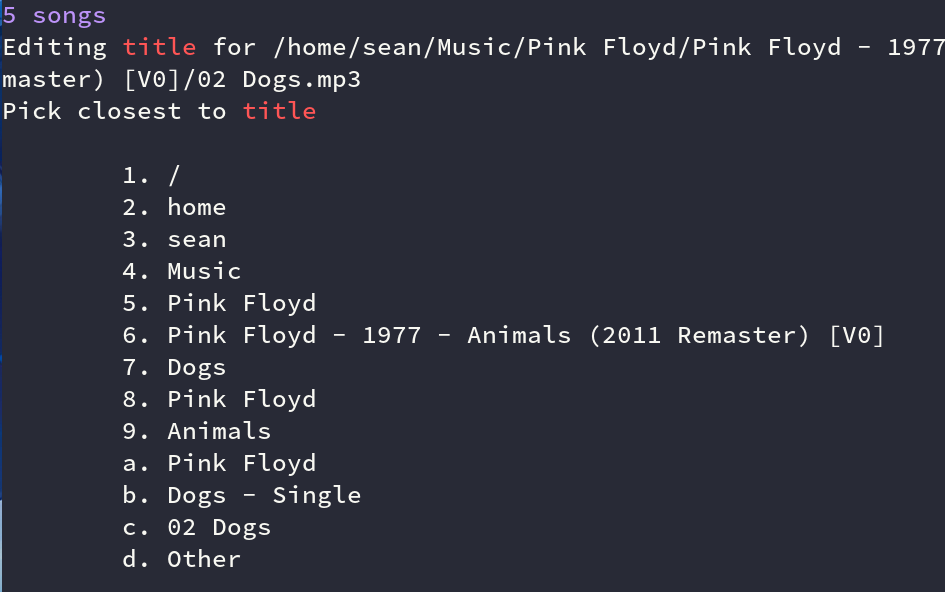 5 songs
Editing title for /home/sean/Music/Pink Floyd/Pink Floyd - 1977
master) [V0]/02 Dogs.mp3
Pick closest to title
1. /
2. home
3. sean
4. Music
5. Pink Floyd
6. Pink Floyd - 1977 - Animals (2011 Remaster) [V0]
7. Dogs
8. Pink Floyd
9. Animals
a. Pink Floyd
b. Dogs - Single
c. 02 Dogs
d. Other